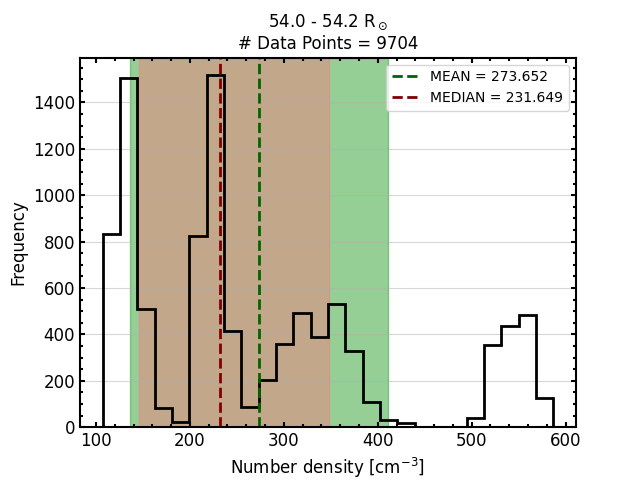 54.0 - 54.2 R⊙
# Data Points = 9704
MEAN = 273.652
MEDIAN = 231.649
Frequency
1400
1200
1000
800
600
400
200
0
100 200 300 400 500 600
Number density [cm⁻³]